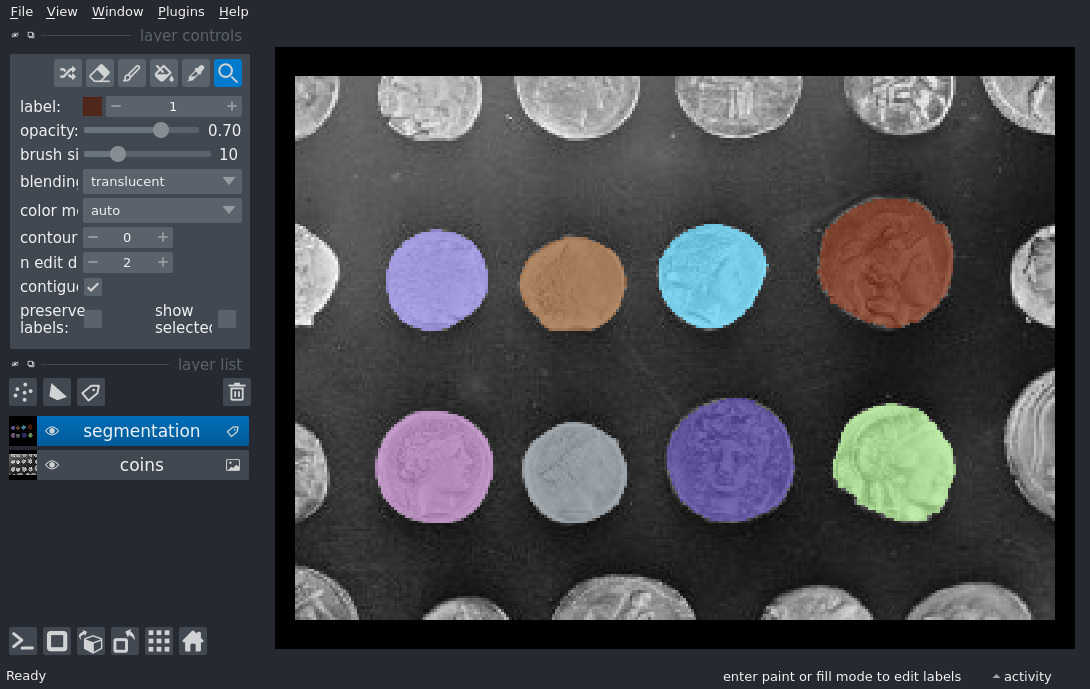 File View Window Plugins Help
layer controls
label: 1
opacity: 0.70
brush si 10
blending translucent
color m auto
contour 0
n edit d 2
contigu
preserve labels: show selected
layer list
segmentation
coins
Ready
enter paint or fill mode to edit labels activity